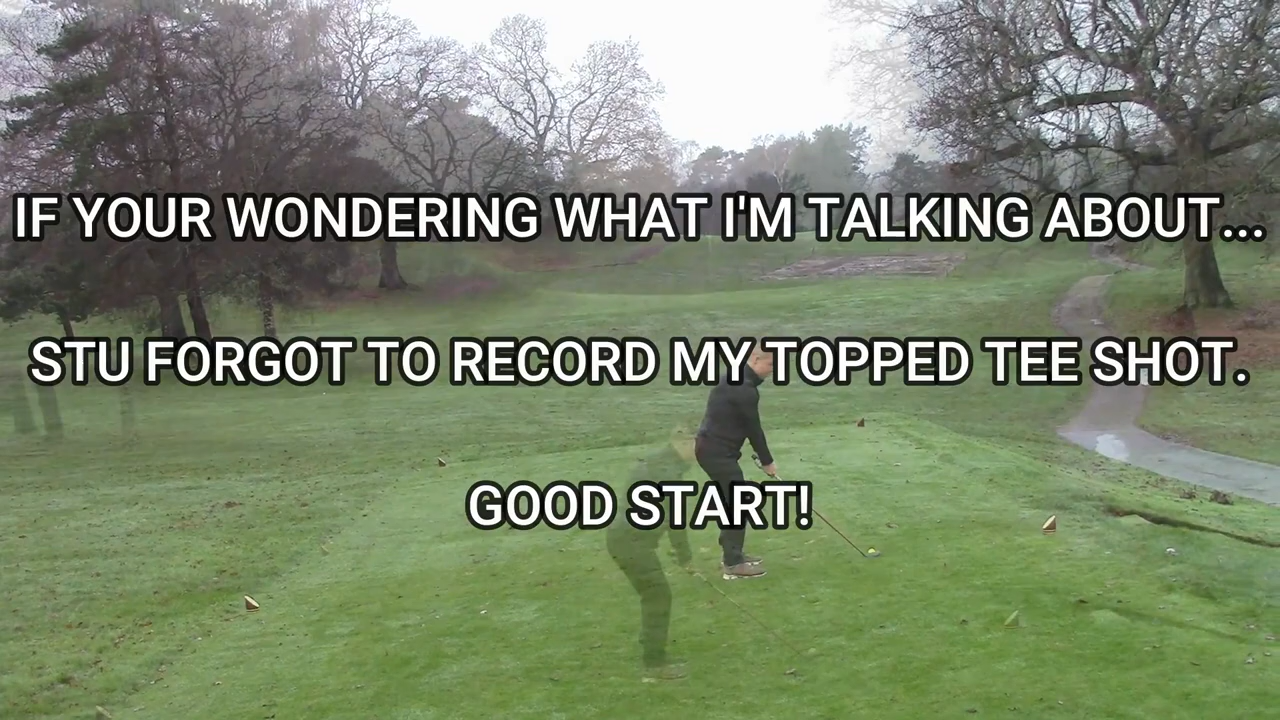 IF YOUR WONDERING WHAT I'M TALKING ABOUT...
STU FORGOT TO RECORD MY TOPPED TEE SHOT.
GOOD START!